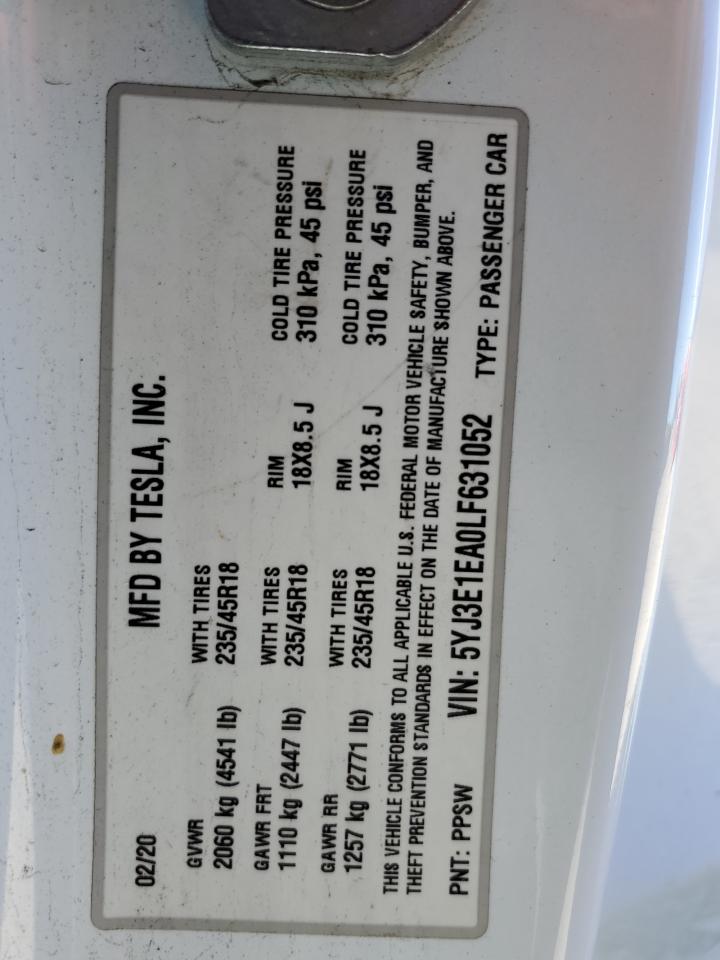 MFD BY TESLA, INC.
02/20
GVWR WITH TIRES
2060 kg (4541 lb) 235/45R18
GAWR FRT WITH TIRES RIM COLD TIRE PRESSURE
1110 kg (2447 lb) 235/45R18 18X8.5 J 310 kPa, 45 psi
GAWR RR WITH TIRES RIM COLD TIRE PRESSURE
1257 kg (2771 lb) 235/45R18 18X8.5 J 310 kPa, 45 psi
THIS VEHICLE CONFORMS TO ALL APPLICABLE U.S. FEDERAL MOTOR VEHICLE SAFETY, BUMPER, AND
THEFT PREVENTION STANDARDS IN EFFECT ON THE DATE OF MANUFACTURE SHOWN ABOVE.
PNT: PPSW VIN: 5YJ3E1EA0LF631052 TYPE: PASSENGER CAR